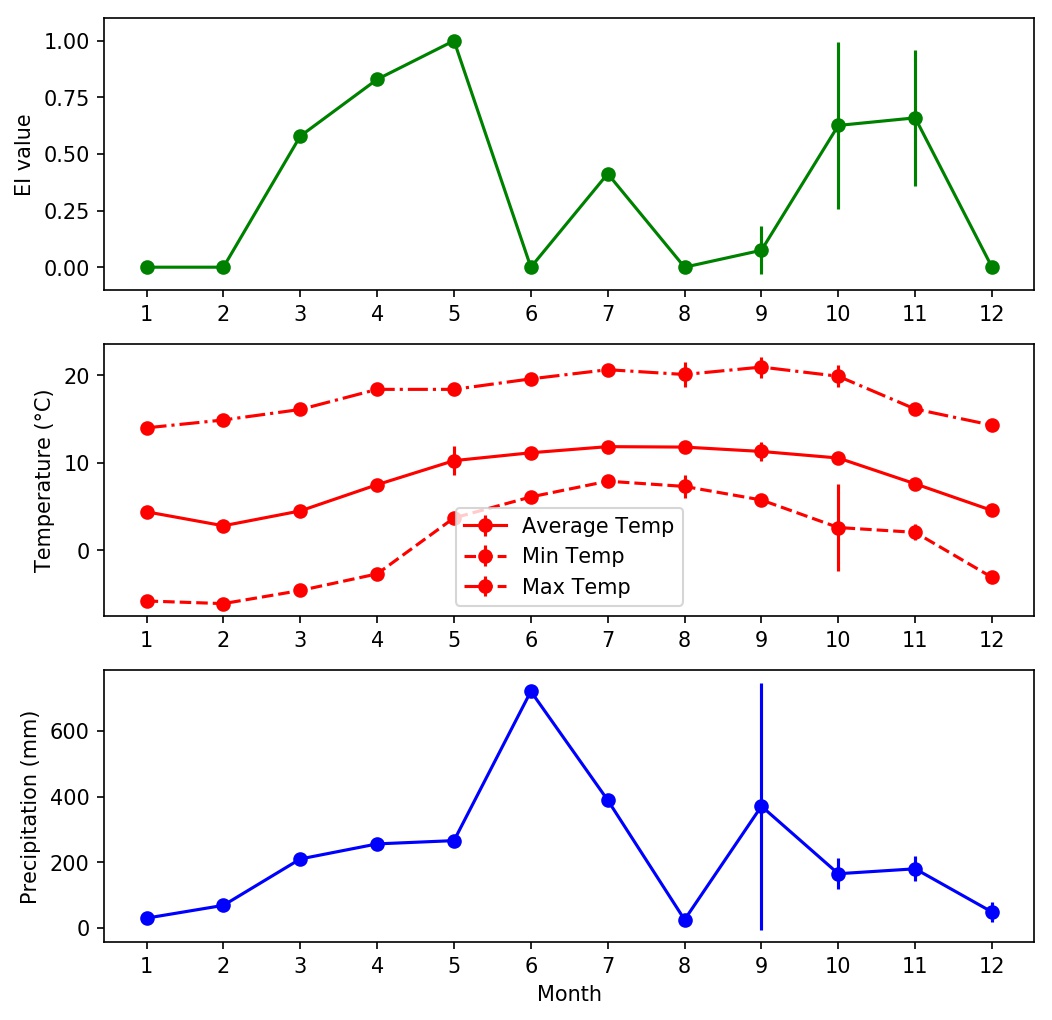 EI value
1.00
0.75
0.50
0.25
0.00
1 2 3 4 5 6 7 8 9 10 11 12
Temperature (°C)
20
10
0
Average Temp
Min Temp
Max Temp
1 2 3 4 5 6 7 8 9 10 11 12
Precipitation (mm)
600
400
200
0
1 2 3 4 5 6 7 8 9 10 11 12
Month